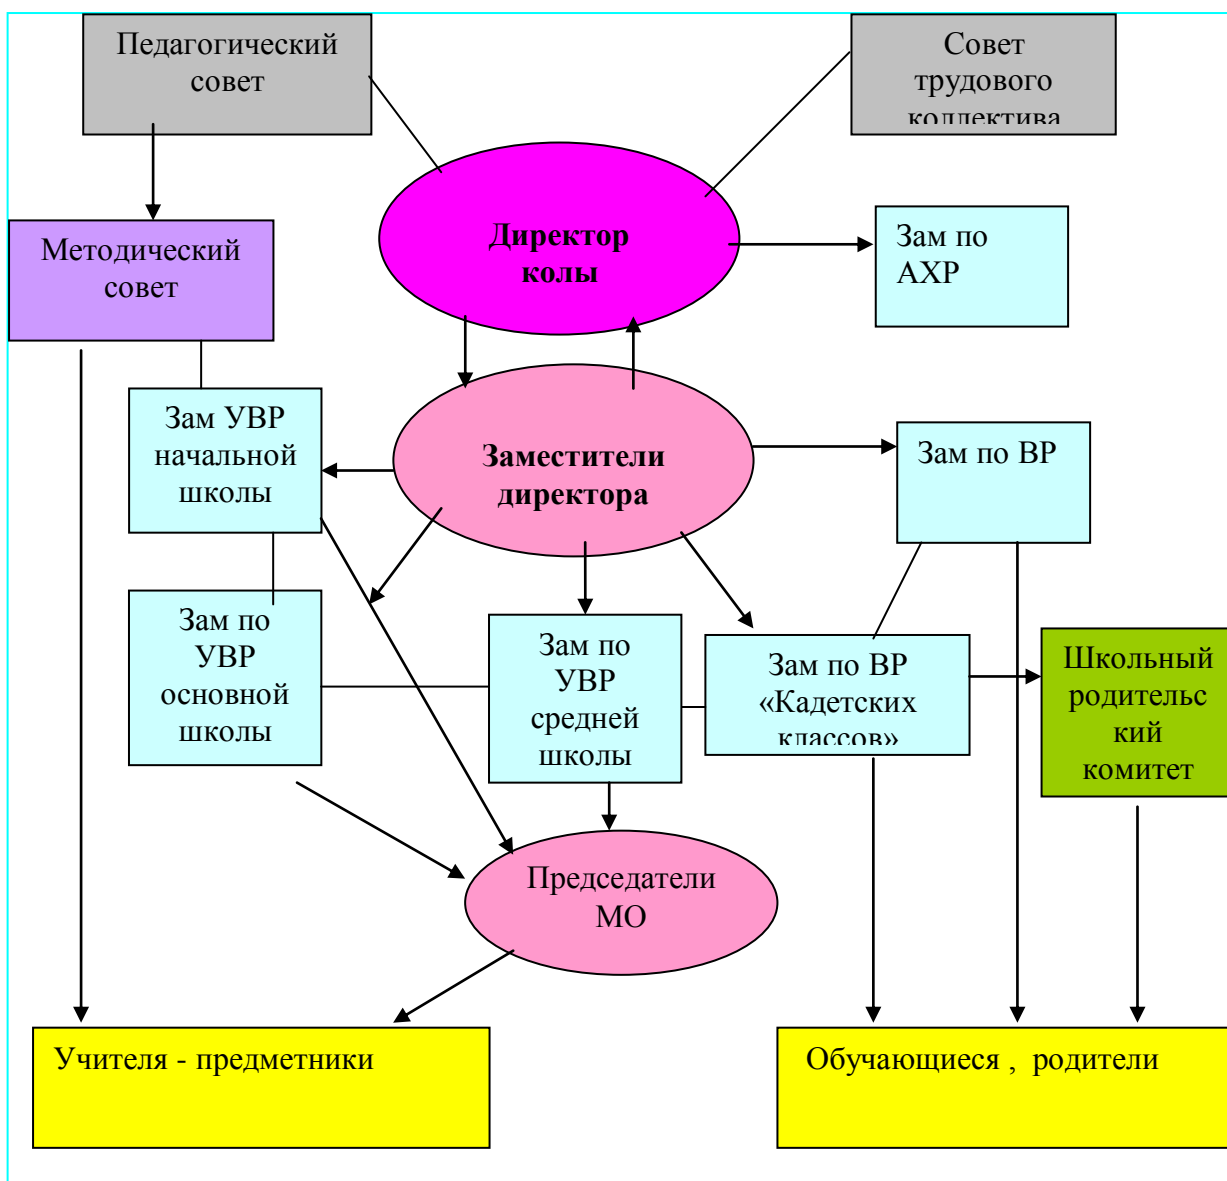 Педагогический
совет
Совет
трудового
коллектива
Директор
колы
Зам по
АХР
Методический
совет
Зам УВР
начальной
школы
Заместители
директора
Зам по ВР
Зам по
УВР
основной
школы
Зам по
УВР
средней
школы
Зам по ВР
«Кадетских
классов»
Школьный
родительс
кий
комитет
Председатели
МО
Учителя - предметники
Обучающиеся , родители